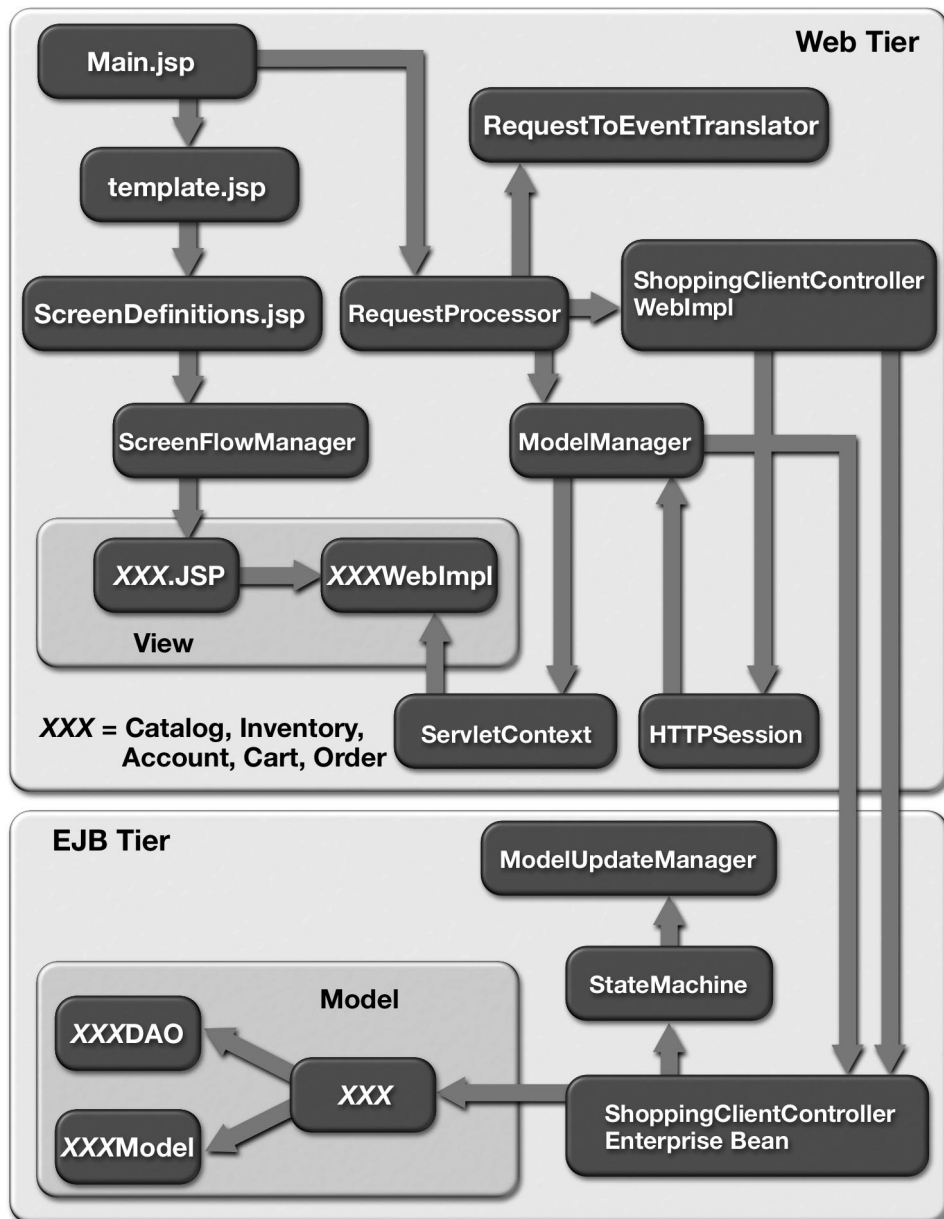 Web Tier
Main.jsp
RequestToEventTranslator
template.jsp
ShoppingClientController
WebImpl
ScreenDefinitions.jsp
RequestProcessor
ScreenFlowManager
ModelManager
XXX.JSP
XXXWebImpl
View
XXX = Catalog, Inventory,
Account, Cart, Order
ServletContext
HTTPSession
EJB Tier
ModelUpdateManager
StateMachine
Model
XXXDAO
XXX
XXXModel
ShoppingClientController
Enterprise Bean